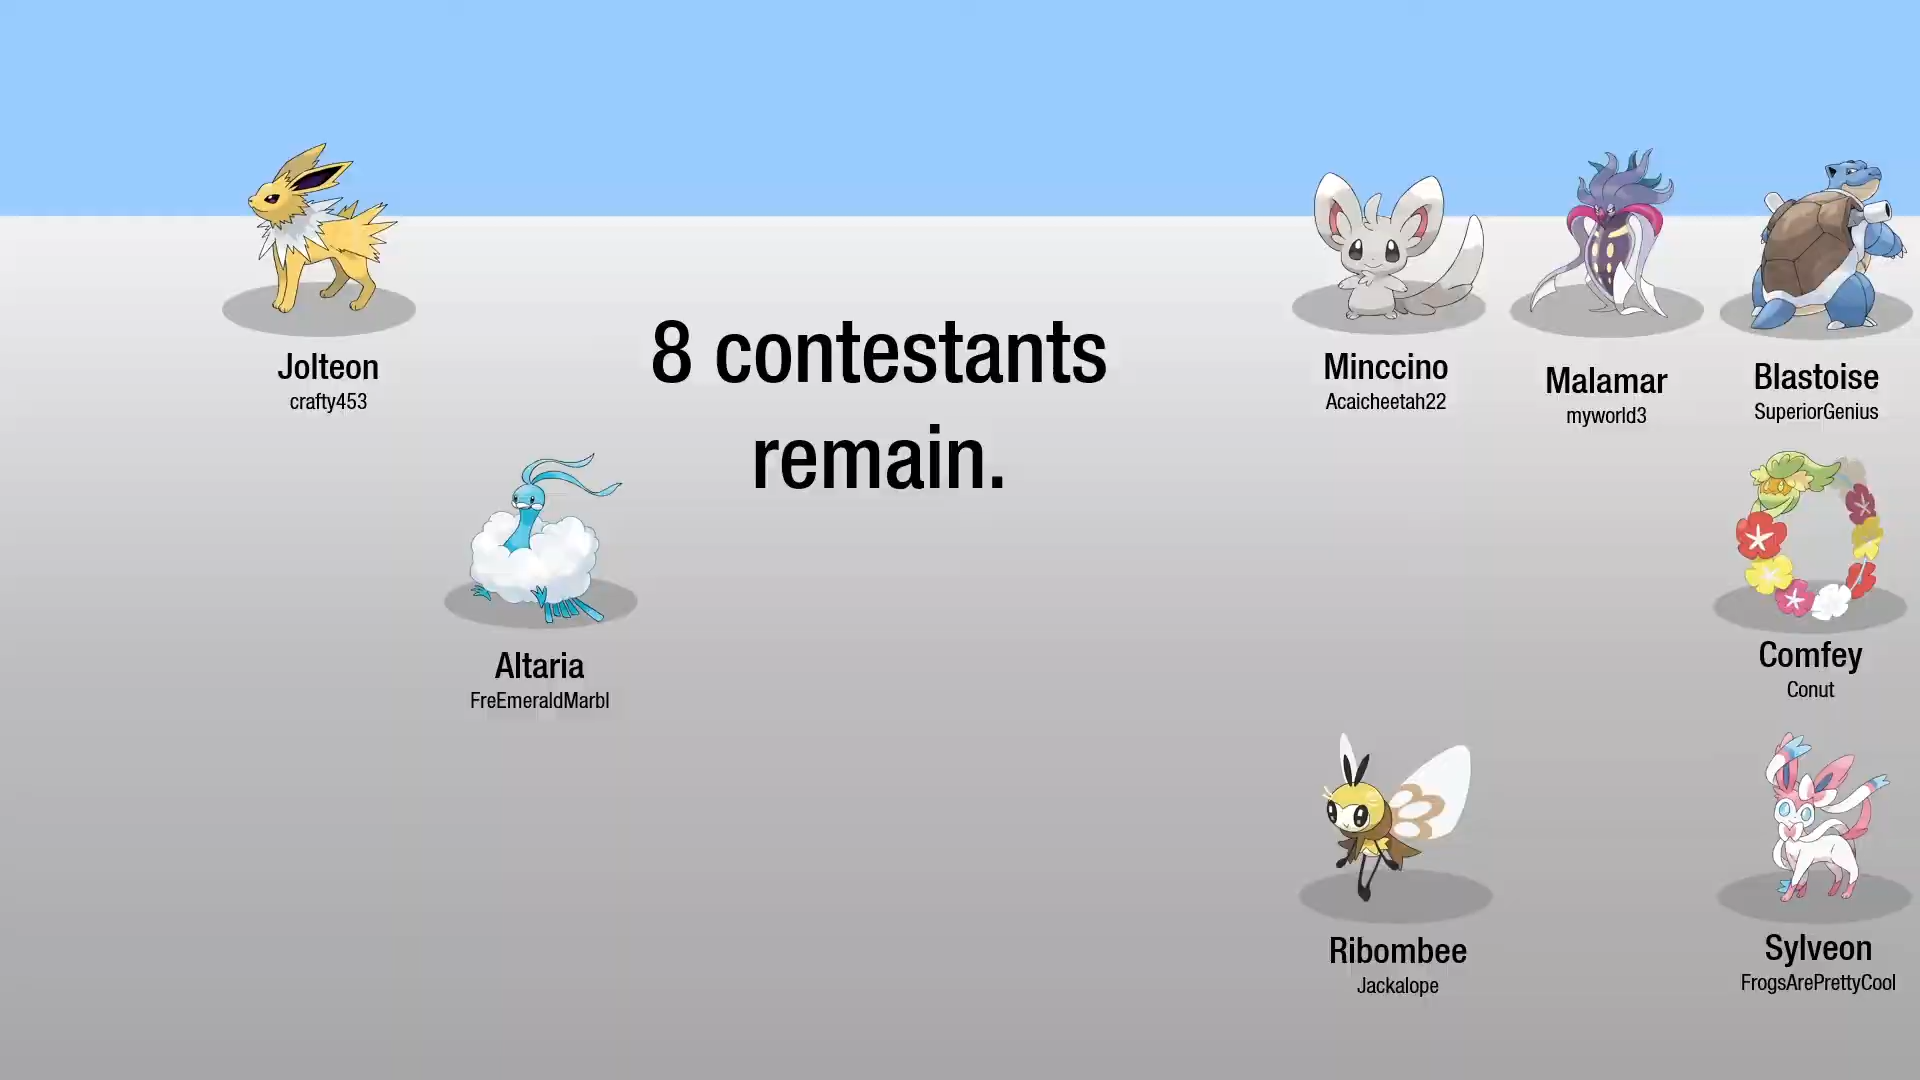 8 contestants
remain.
Jolteon
crafty453
Minccino
Acaicheetah22
Malamar
myworld3
Blastoise
SuperiorGenius
Altaria
FreEmeraldMarbl
Comfey
Conut
Ribombee
Jackalope
Sylveon
FrogsArePrettyCool